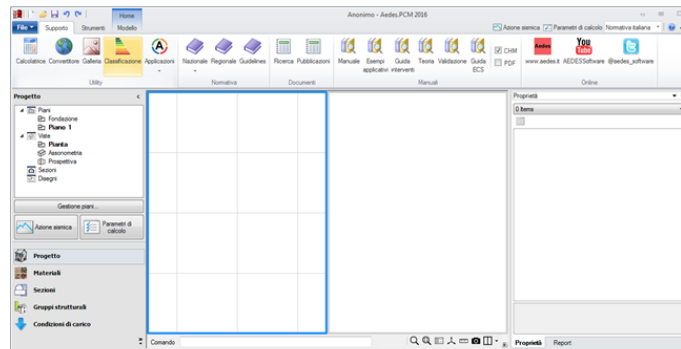 Home
Anonimo - Aedes.PCM 2016
File
Supporto
Strumenti
Modello
Azione sismica
Parametri di calcolo
Normativa italiana
Calcolatrice
Convertitore
Galleria
Classificazione
Applicazioni
Nazionale
Regionale
Guidelines
Ricerca
Pubblicazioni
Manuale
Esempi applicativi
Guida interventi
Teoria
Validazione
Guida ECS
CHM
PDF
Aedes
You Tube
www.aedes.it
AEDESSoftware
@aedes_software
Utility
Normativa
Documenti
Manuali
Online
Progetto
Piani
Fondazione
Piano 1
Viste
Pianta
Assonometria
Prospettiva
Sezioni
Disegni
Gestione piani...
Azione sismica
Parametri di calcolo
Progetto
Materiali
Sezioni
Gruppi strutturali
Condizioni di carico
Comando
Proprietà
0 Items
Proprietà
Report